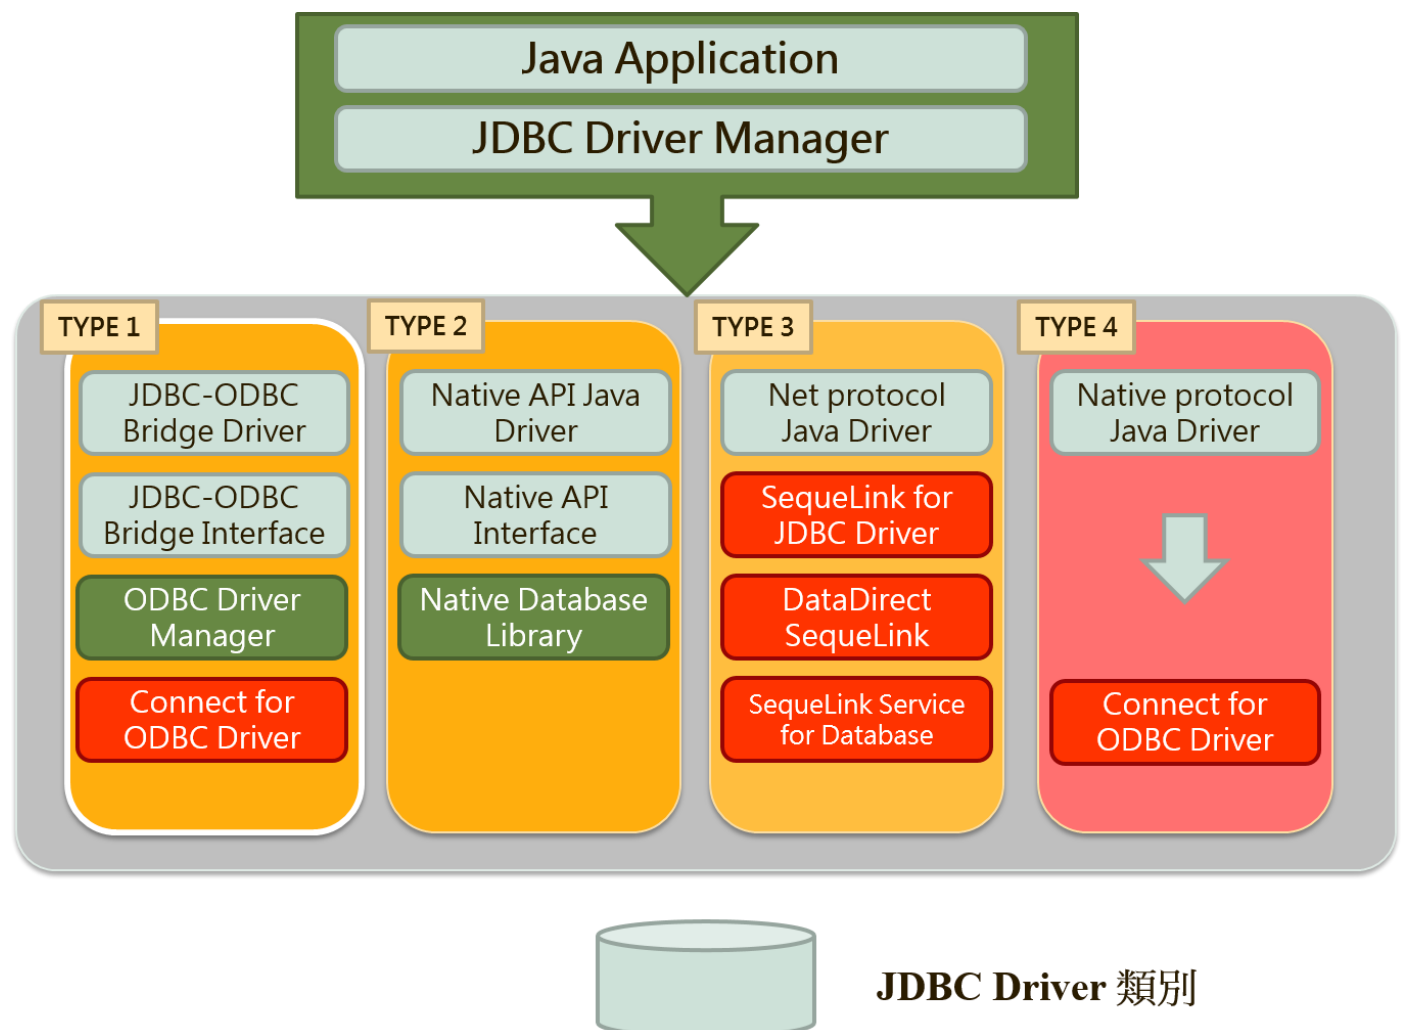 Java Application
JDBC Driver Manager
TYPE 1
JDBC-ODBC
Bridge Driver
JDBC-ODBC
Bridge Interface
ODBC Driver
Manager
Connect for
ODBC Driver
TYPE 2
Native API Java
Driver
Native API
Interface
Native Database
Library
TYPE 3
Net protocol
Java Driver
SequeLink for
JDBC Driver
DataDirect
SequeLink
SequeLink Service
for Database
TYPE 4
Native protocol
Java Driver
Connect for
ODBC Driver
JDBC Driver 類別